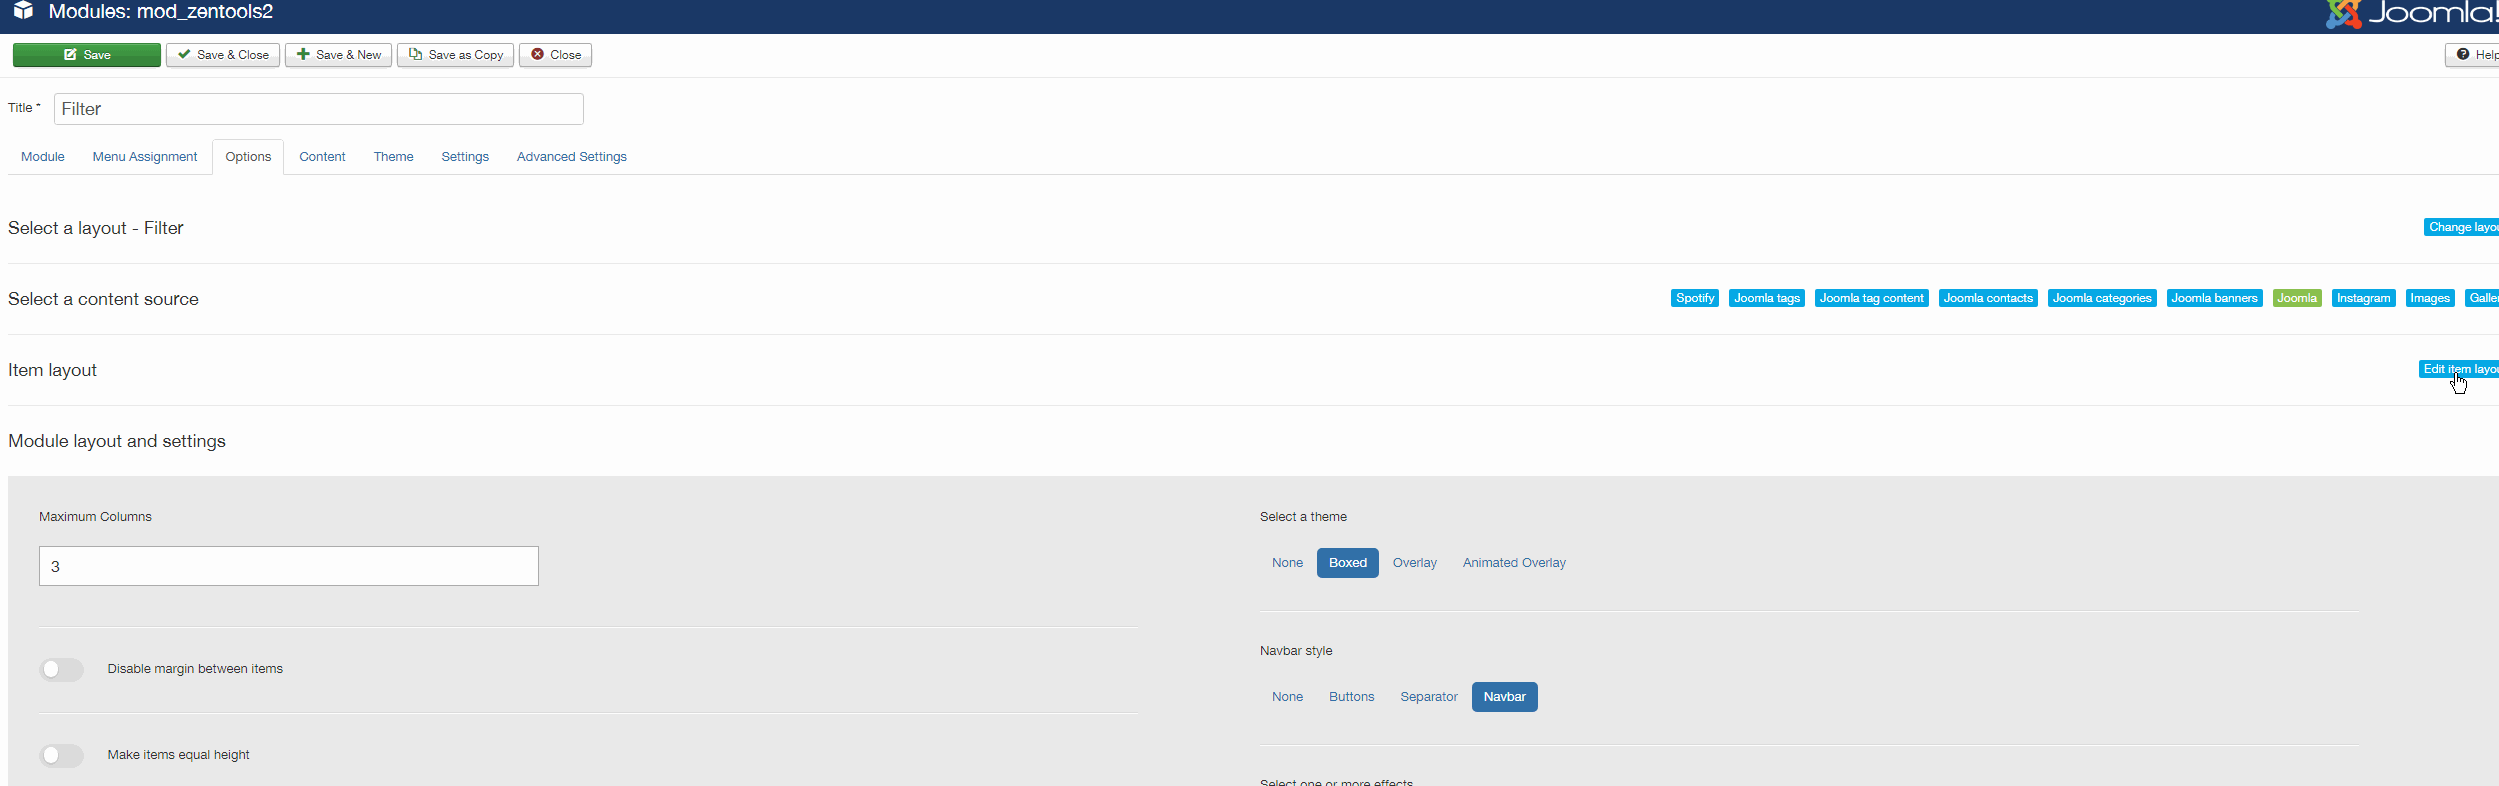 Modules: mod_zentools2
Joomla!
Save
Save & Close
Save & New
Save as Copy
Close
Help
Title *
Filter
Module
Menu Assignment
Options
Content
Theme
Settings
Advanced Settings
Select a layout - Filter
Change layou
Select a content source
Spotify
Joomla tags
Joomla tag content
Joomla contacts
Joomla categories
Joomla banners
Joomla
Instagram
Images
Galle
Item layout
Edit item layou
Module layout and settings
Maximum Columns
3
Disable margin between items
Make items equal height
Select a theme
None
Boxed
Overlay
Animated Overlay
Navbar style
None
Buttons
Separator
Navbar
Select one or more effects